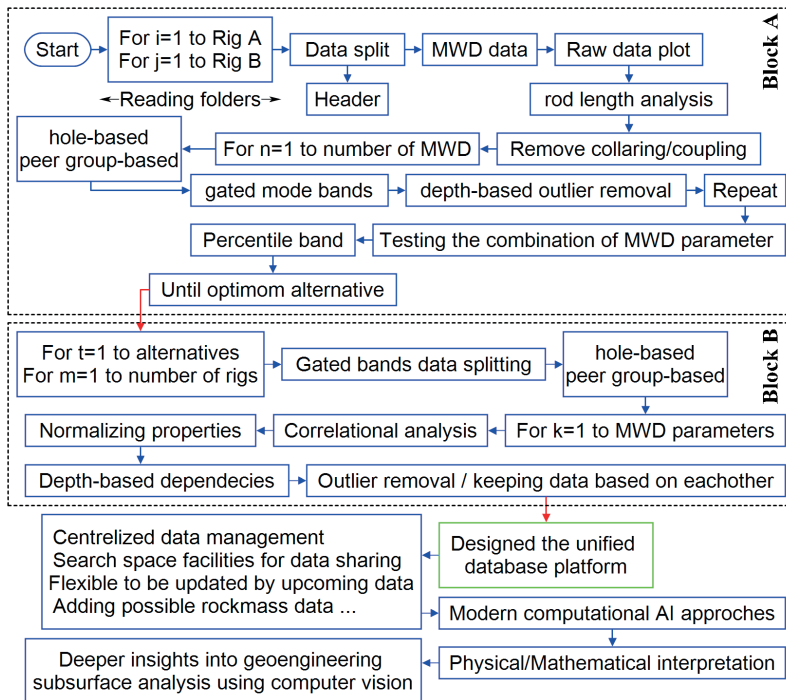 Start
For i=1 to Rig A
For j=1 to Rig B
Data split
MWD data
Raw data plot
Block A
Reading folders
Header
rod length analysis
hole-based
peer group-based
For n=1 to number of MWD
Remove collaring/coupling
gated mode bands
depth-based outlier removal
Repeat
Percentile band
Testing the combination of MWD parameter
Until optimom alternative
For t=1 to alternatives
For m=1 to number of rigs
Gated bands data splitting
hole-based
peer group-based
Block B
Normalizing properties
Correlational analysis
For k=1 to MWD parameters
Depth-based dependecies
Outlier removal / keeping data based on eachother
Centrelized data management
Search space facilities for data sharing
Flexible to be updated by upcoming data
Adding possible rockmass data ...
Designed the unified
database platform
Modern computational AI approches
Deeper insights into geoengineering
subsurface analysis using computer vision
Physical/Mathematical interpretation